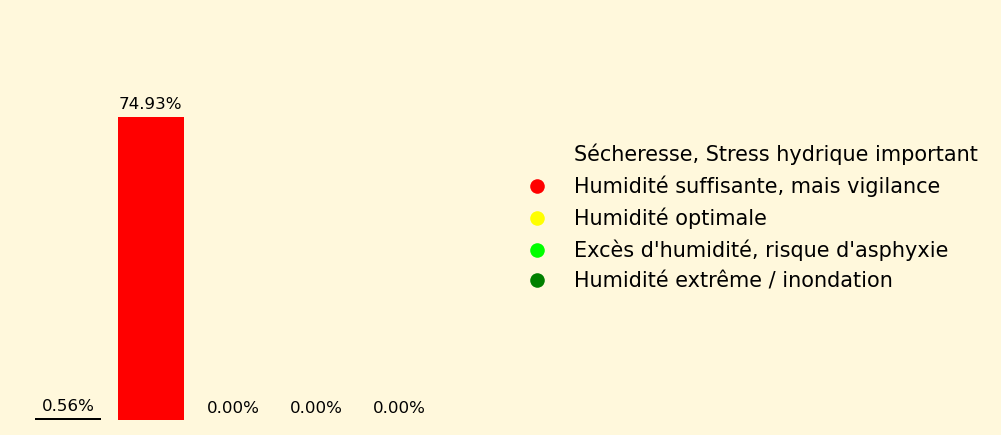 74.93%
0.56%
0.00%
0.00%
0.00%
Sécheresse, Stress hydrique important
Humidité suffisante, mais vigilance
Humidité optimale
Excès d'humidité, risque d'asphyxie
Humidité extrême / inondation